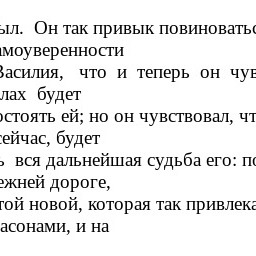 ыл. Он так привык повиноватьс
амоуверенности
Василия, что и теперь он чув
лах будет
остоять ей; но он чувствовал, чт
сейчас, будет
ь вся дальнейшая судьба его: по
ежней дороге,
той новой, которая так привлека
асонами, и на